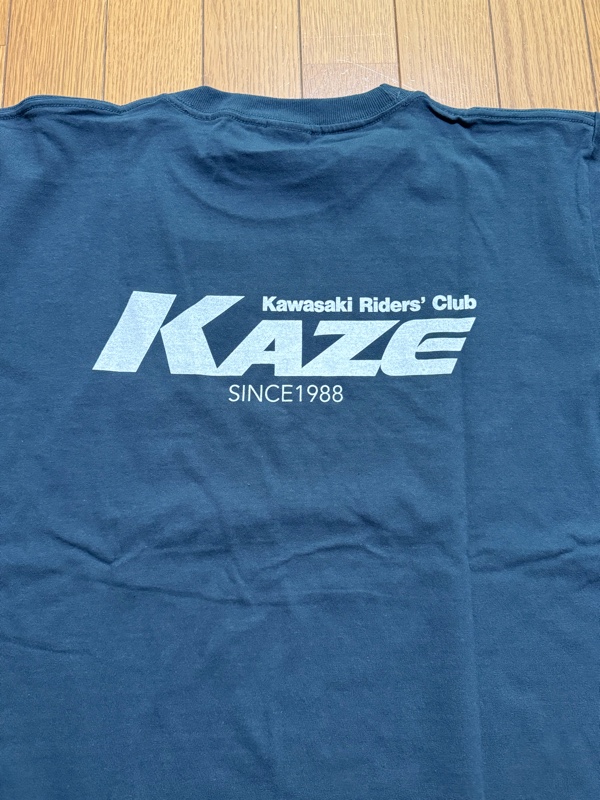 Kawasaki Riders' Club
KAZE
SINCE1988